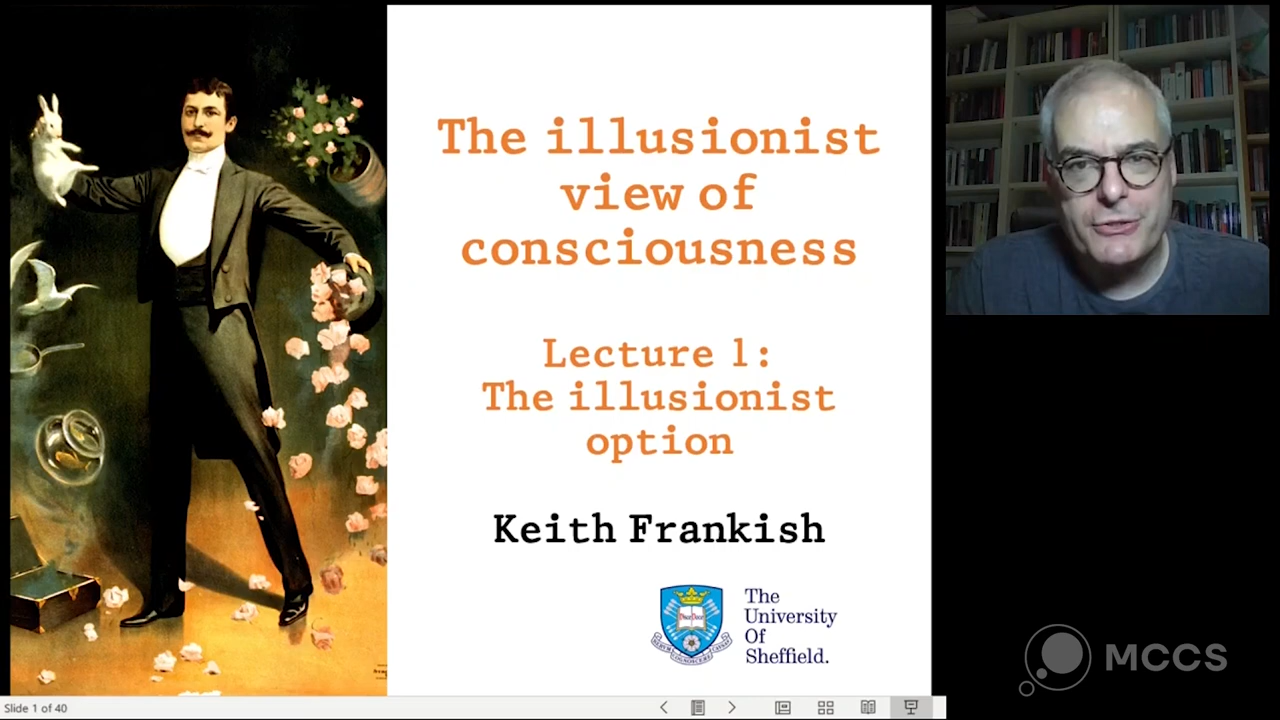 The illusionist
view of
consciousness
Lecture 1:
The illusionist
option
Keith Frankish
The
University
Of
Sheffield.
MCCS
Slide 1 of 40